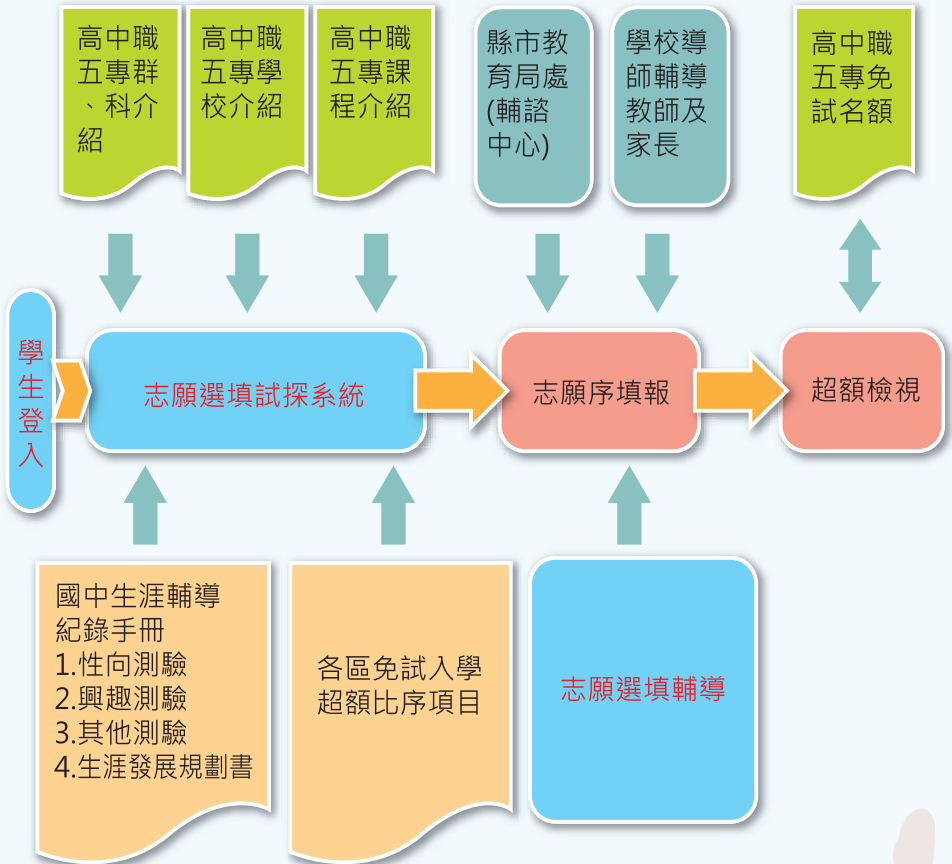 高中職
五專群
、科介
紹
高中職
五專學
校介紹
高中職
五專課
程介紹
縣市教
育局處
(輔諮
中心)
學校導
師輔導
教師及
家長
高中職
五專免
試名額
學
生
登
入
志願選填試探系統
志願序填報
超額檢視
國中生涯輔導
紀錄手冊
1.性向測驗
2.興趣測驗
3.其他測驗
4.生涯發展規劃書
各區免試入學
超額比序項目
志願選填輔導